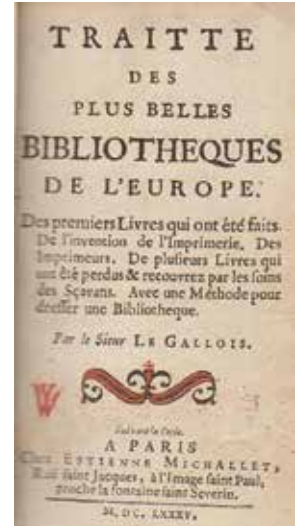 TRAITTE
DES
PLUS BELLES
BIBLIOTHEQUES
DE L'EUROPE.
Des premiers Livres qui ont été faits.
De l'invention de l'Imprimerie. Des
Imprimeurs. De plusieurs Livres qui
ont été perdus & recouvrez par les soins
des Sçavans. Avec une Méthode pour
dresser une Bibliotheque.
Par le Sieur LE GALLOIS.
W
A PARIS
Chez ESTIENNE MICHALLET,
Ruë saint Jacques, à l'Image saint Paul,
proche la fontaine saint Severin.
M. DC. LXXXV.